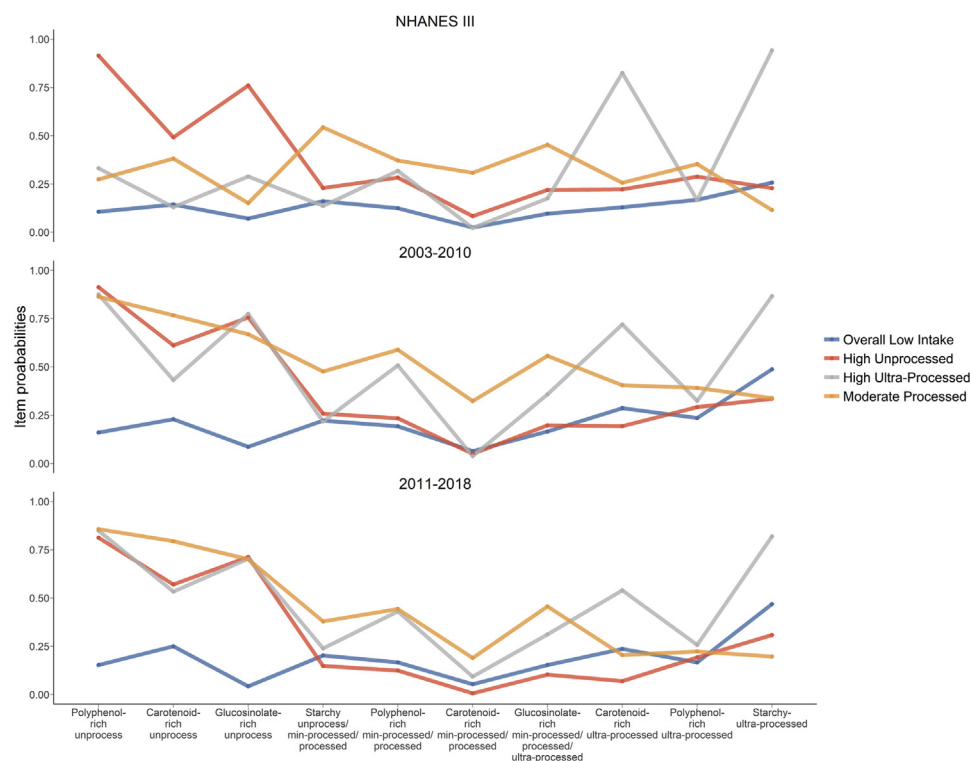 NHANES III
1.00
0.75
0.50
0.25
0.00
2003-2010
1.00
0.75
0.50
0.25
0.00
Item proababilities
Overall Low Intake
High Unprocessed
High Ultra-Processed
Moderate Processed
2011-2018
1.00
0.75
0.50
0.25
0.00
Polyphenol-
rich
unprocess
Carotenoid-
rich
unprocess
Glucosinolate-
rich
unprocess
Starchy
unprocess/
min-processed/
processed
Polyphenol-
rich
min-processed/
processed
Carotenoid-
rich
min-processed/
processed
Glucosinolate-
rich
min-processed/
processed/
ultra-processed
Carotenoid-
rich
ultra-processed
Polyphenol-
rich
ultra-processed
Starchy-
ultra-processed